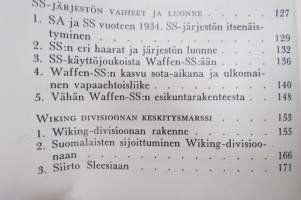 SS-JÄRJESTÖN VAIHEET JA LUONNE ........ 127
1. SA ja SS vuoteen 1934. SS-järjestön itsenäis-
tyminen .......................... 129
2. SS:n eri haarat ja järjestön luonne ...... 132
3. SS-käyttöjoukoista Waffen-SS:ään ...... 136
4. Waffen-SS:n kasvu sota-aikana ja ulkomai-
nen vapaaehtoisliike ................ 140
5. Vähän Waffen-SS:n esikuntarakenteesta ... 148
WIKING DIVISIOONAN KESKITYSMARSSI ...... 153
1. Wiking-divisioonan rakenne ............ 155
2. Suomalaisten sijoittuminen Wiking-divisioo-
naan .............................. 166
3. Siirto Sleesiaan ...................... 171